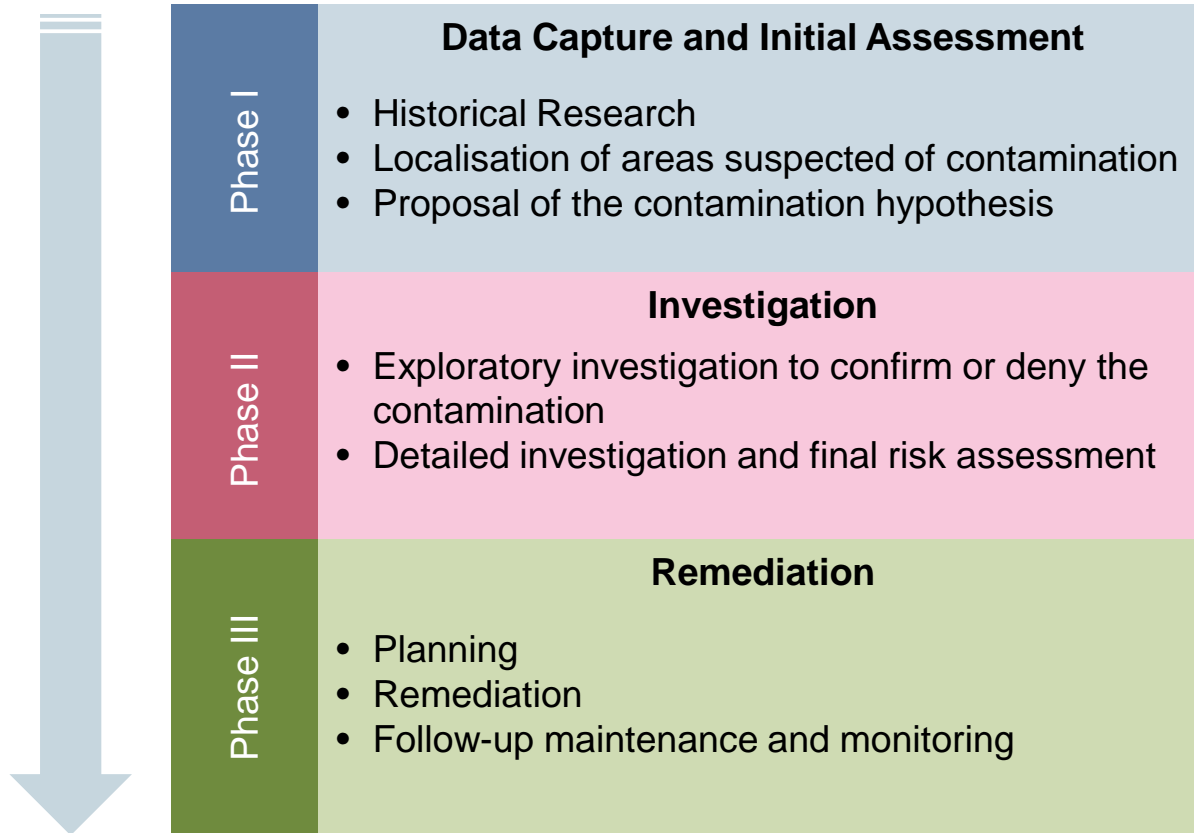 Phase I
Data Capture and Initial Assessment
• Historical Research
• Localisation of areas suspected of contamination
• Proposal of the contamination hypothesis
Phase II
Investigation
• Exploratory investigation to confirm or deny the
contamination
• Detailed investigation and final risk assessment
Phase III
Remediation
• Planning
• Remediation
• Follow-up maintenance and monitoring